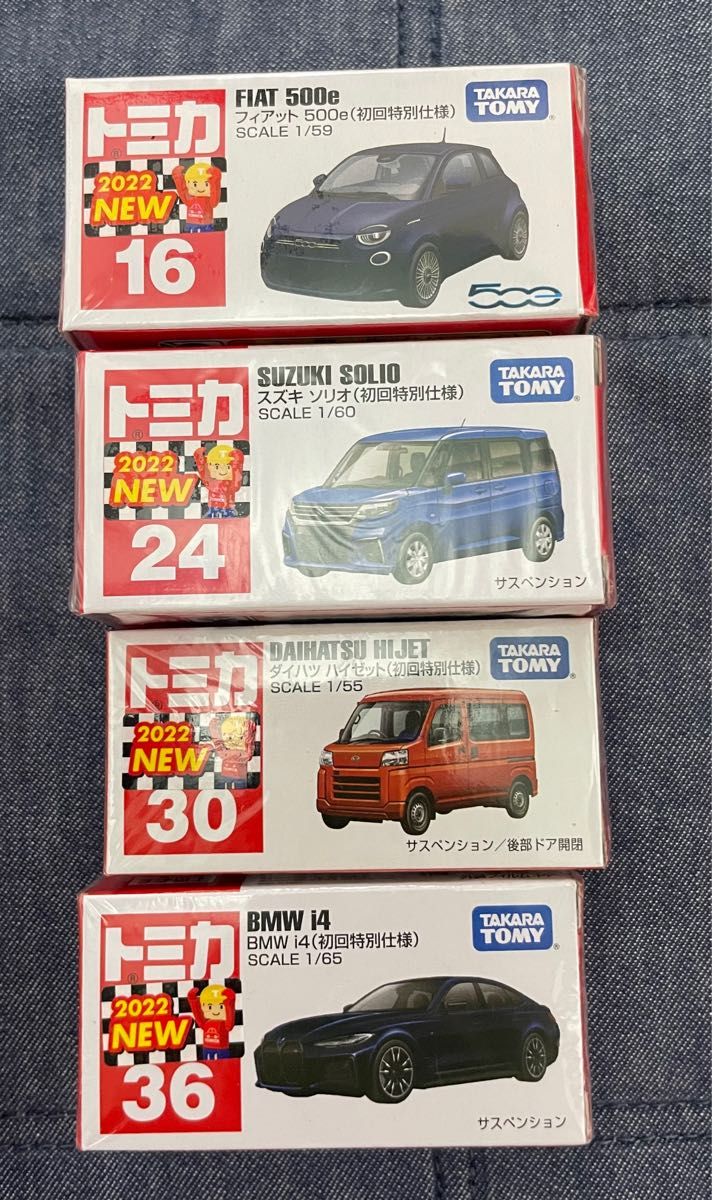 FIAT 500e
フィアット 500e(初回特別仕様)
SCALE 1/59
TAKARA
TOMY
トミカ
2022
NEW
16
500e
SUZUKI SOLIO
スズキ ソリオ(初回特別仕様)
SCALE 1/60
TAKARA
TOMY
トミカ
2022
NEW
24
サスペンション
DAIHATSU HIJET
ダイハツ ハイゼット(初回特別仕様)
SCALE 1/55
TAKARA
TOMY
トミカ
2022
NEW
30
サスペンション/後部ドア開閉
BMW i4
BMW i4(初回特別仕様)
SCALE 1/65
TAKARA
TOMY
トミカ
2022
NEW
36
サスペンション